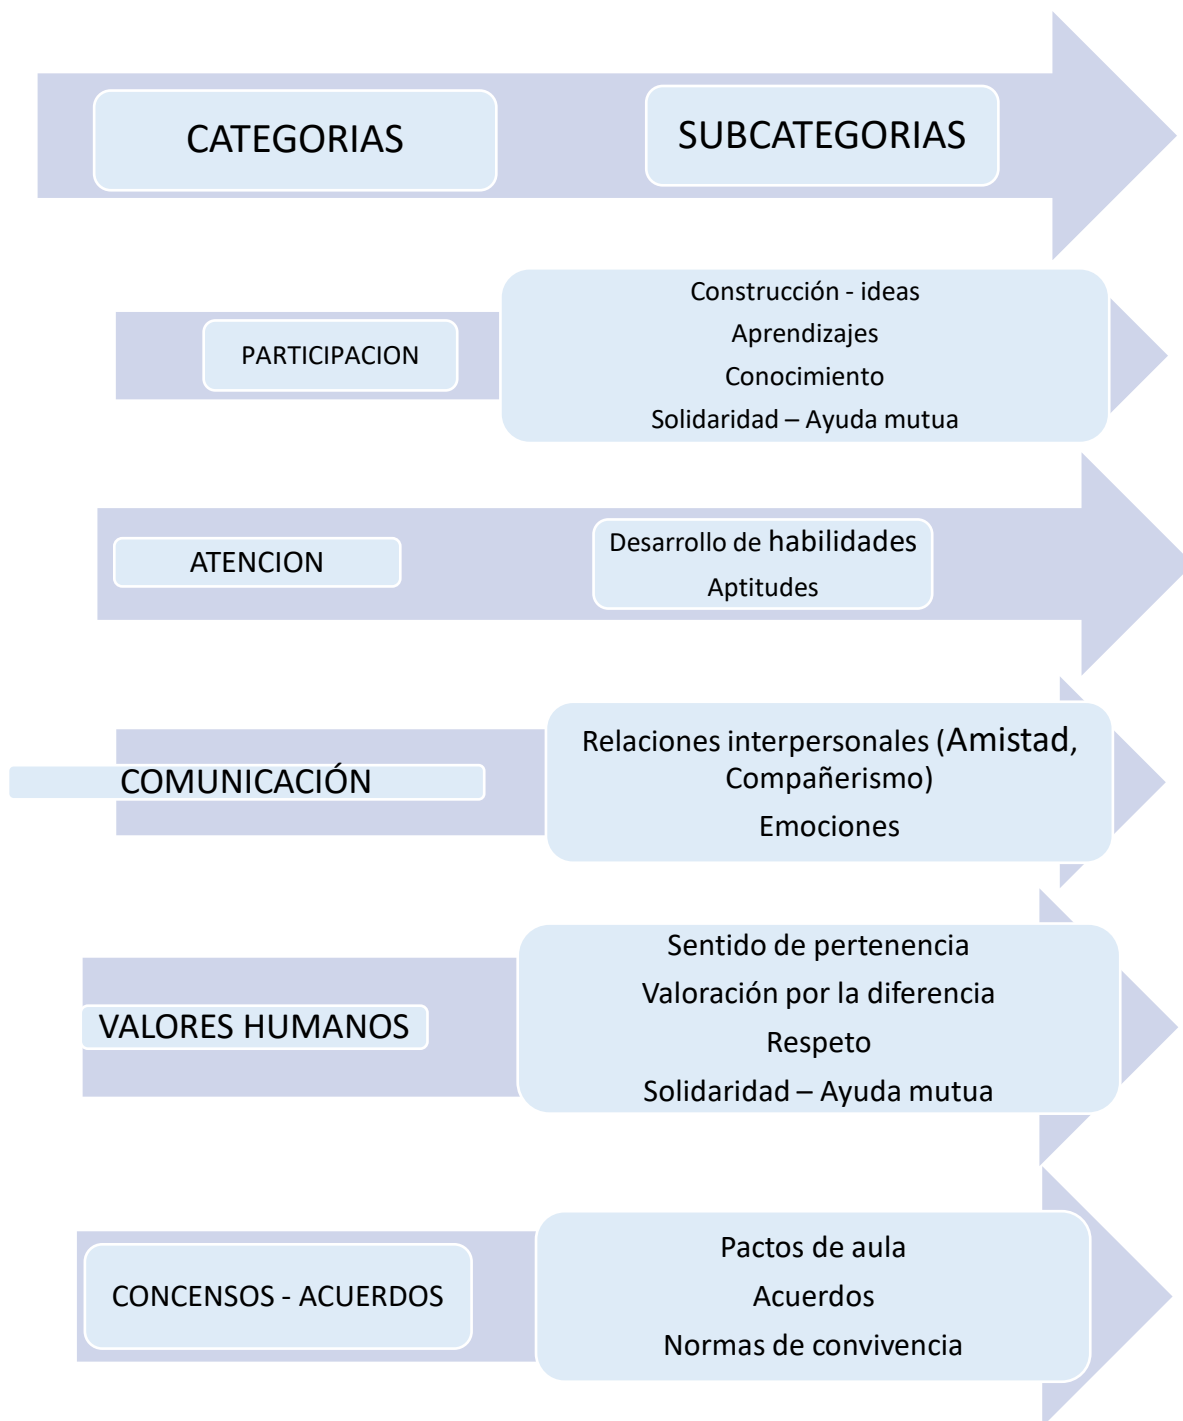 CATEGORIAS
SUBCATEGORIAS
PARTICIPACION
Construcción - ideas
Aprendizajes
Conocimiento
Solidaridad – Ayuda mutua
ATENCION
Desarrollo de habilidades
Aptitudes
COMUNICACIÓN
Relaciones interpersonales (Amistad,
Compañerismo)
Emociones
VALORES HUMANOS
Sentido de pertenencia
Valoración por la diferencia
Respeto
Solidaridad – Ayuda mutua
CONCENSOS - ACUERDOS
Pactos de aula
Acuerdos
Normas de convivencia